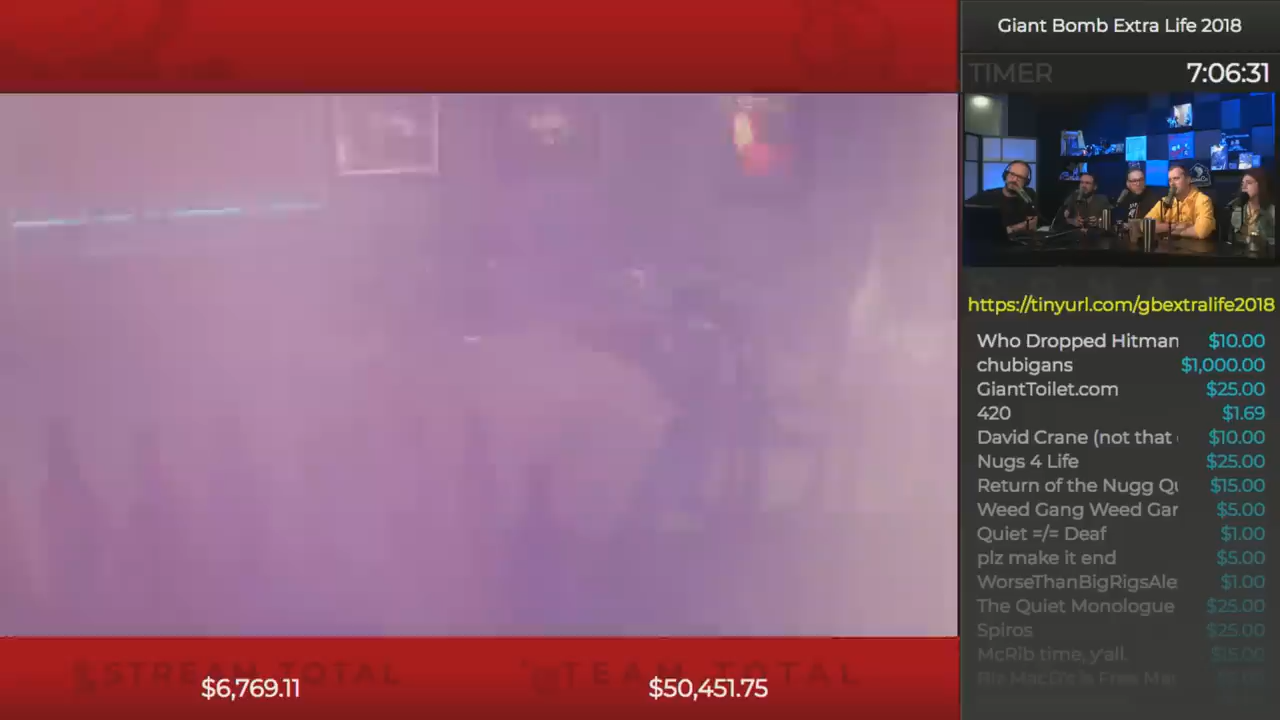 Giant Bomb Extra Life 2018
TIMER 7:06:31
https://tinyurl.com/gbextralife2018
Who Dropped Hitman $10.00
chubigans $1,000.00
GiantToilet.com $25.00
420 $1.69
David Crane (not that $10.00
Nugs 4 Life $25.00
Return of the Nugg Qu $15.00
Weed Gang Weed Gar $5.00
Quiet =/= Deaf $1.00
plz make it end $5.00
WorseThanBigRigsAle $1.00
The Quiet Monologue $25.00
Spiros $25.00
McRib time, y'all. $15.00
STREAM TOTAL TEAM TOTAL
$6,769.11 $50,451.75